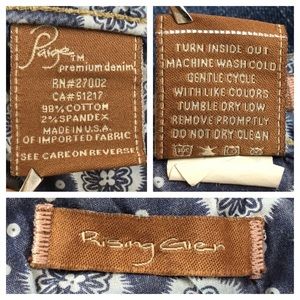 Paige™
premium denim
RN#27002
CA#51217
98% COTTON
2% SPANDEX
MADE IN U.S.A.
OF IMPORTED FABRIC
SEE CARE ON REVERSE
TURN INSIDE OUT
MACHINE WASH COLD
GENTLE CYCLE
WITH LIKE COLORS
TUMBLE DRY LOW
REMOVE PROMPTLY
DO NOT DRY CLEAN
Rising Glen